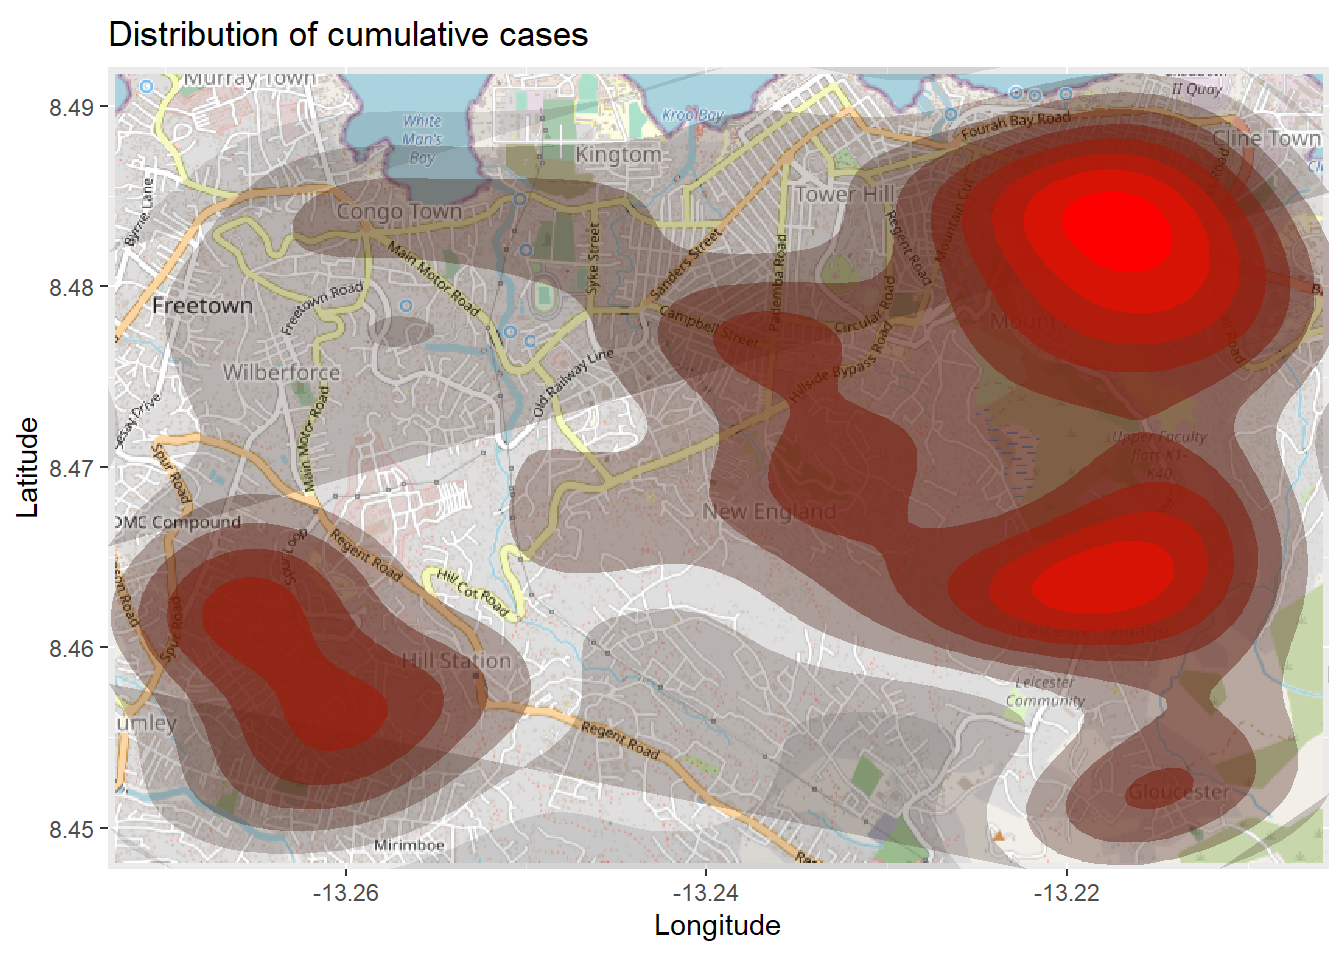 Distribution of cumulative cases
Murray Town
II Quay
8.49
White
Man's
Bay
Kroo Bay
Fourah Bay Road
Cline Town
Kingtom
Byrne Lane
Congo Town
Tower Hill
Mountain Cut
Regent Road
Main Motor Road
Syke Street
Sanders Street
Pademba Road
8.48
Freetown
Freetown Road
Campbell Street
Circular Road
Wilberforce
Old Railway Line
Hillside Bypass Road
Main Motor Road
Upper Faculty
flats-K1-
K40
8.47
Spur Road
New England
OMC Compound
Loop
Regent Road
Hill Cot Road
Spur Road
8.46
Hill Station
Leicester
Community
umley
Regent Road
Gloucester
8.45
Mirimboe
-13.26
-13.24
-13.22
Longitude
Latitude